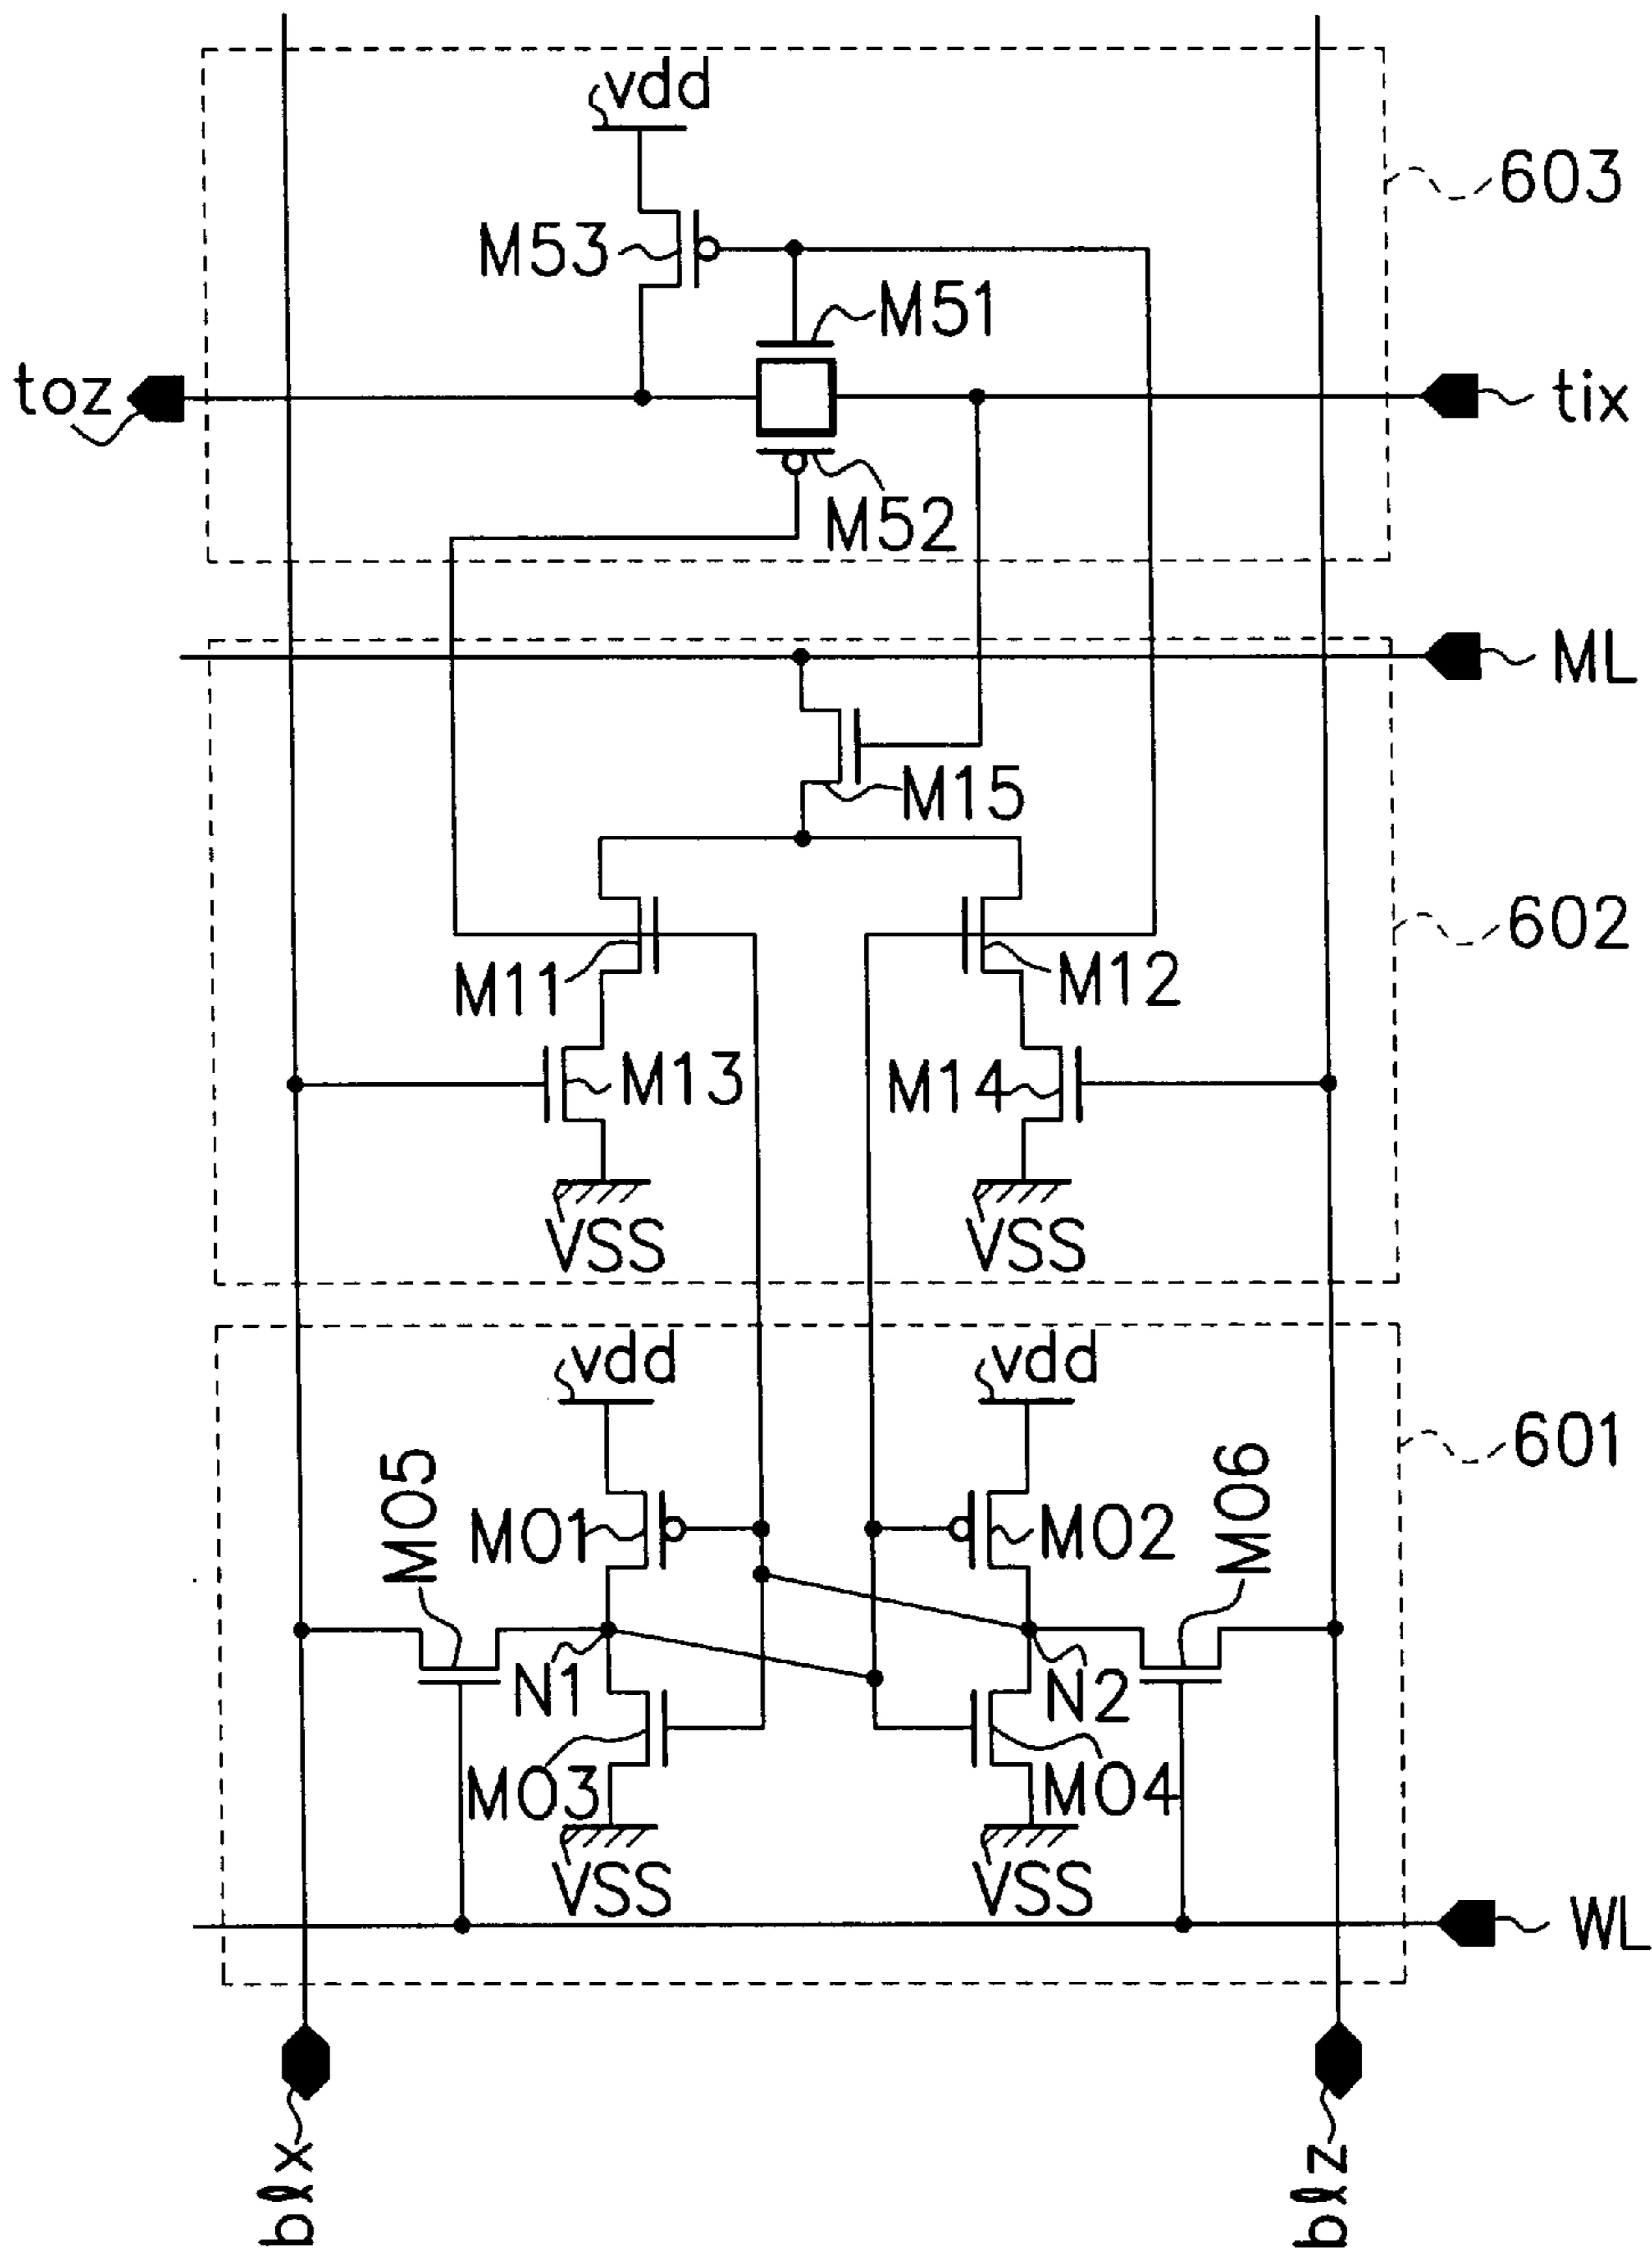 vdd
603
M53
M51
toz
tix
M52
ML
M15
602
M11
M12
M13
M14
VSS
VSS
vdd
vdd
601
M05
M06
M01
M02
N1
N2
M03
M04
VSS
VSS
WL
blx
blz